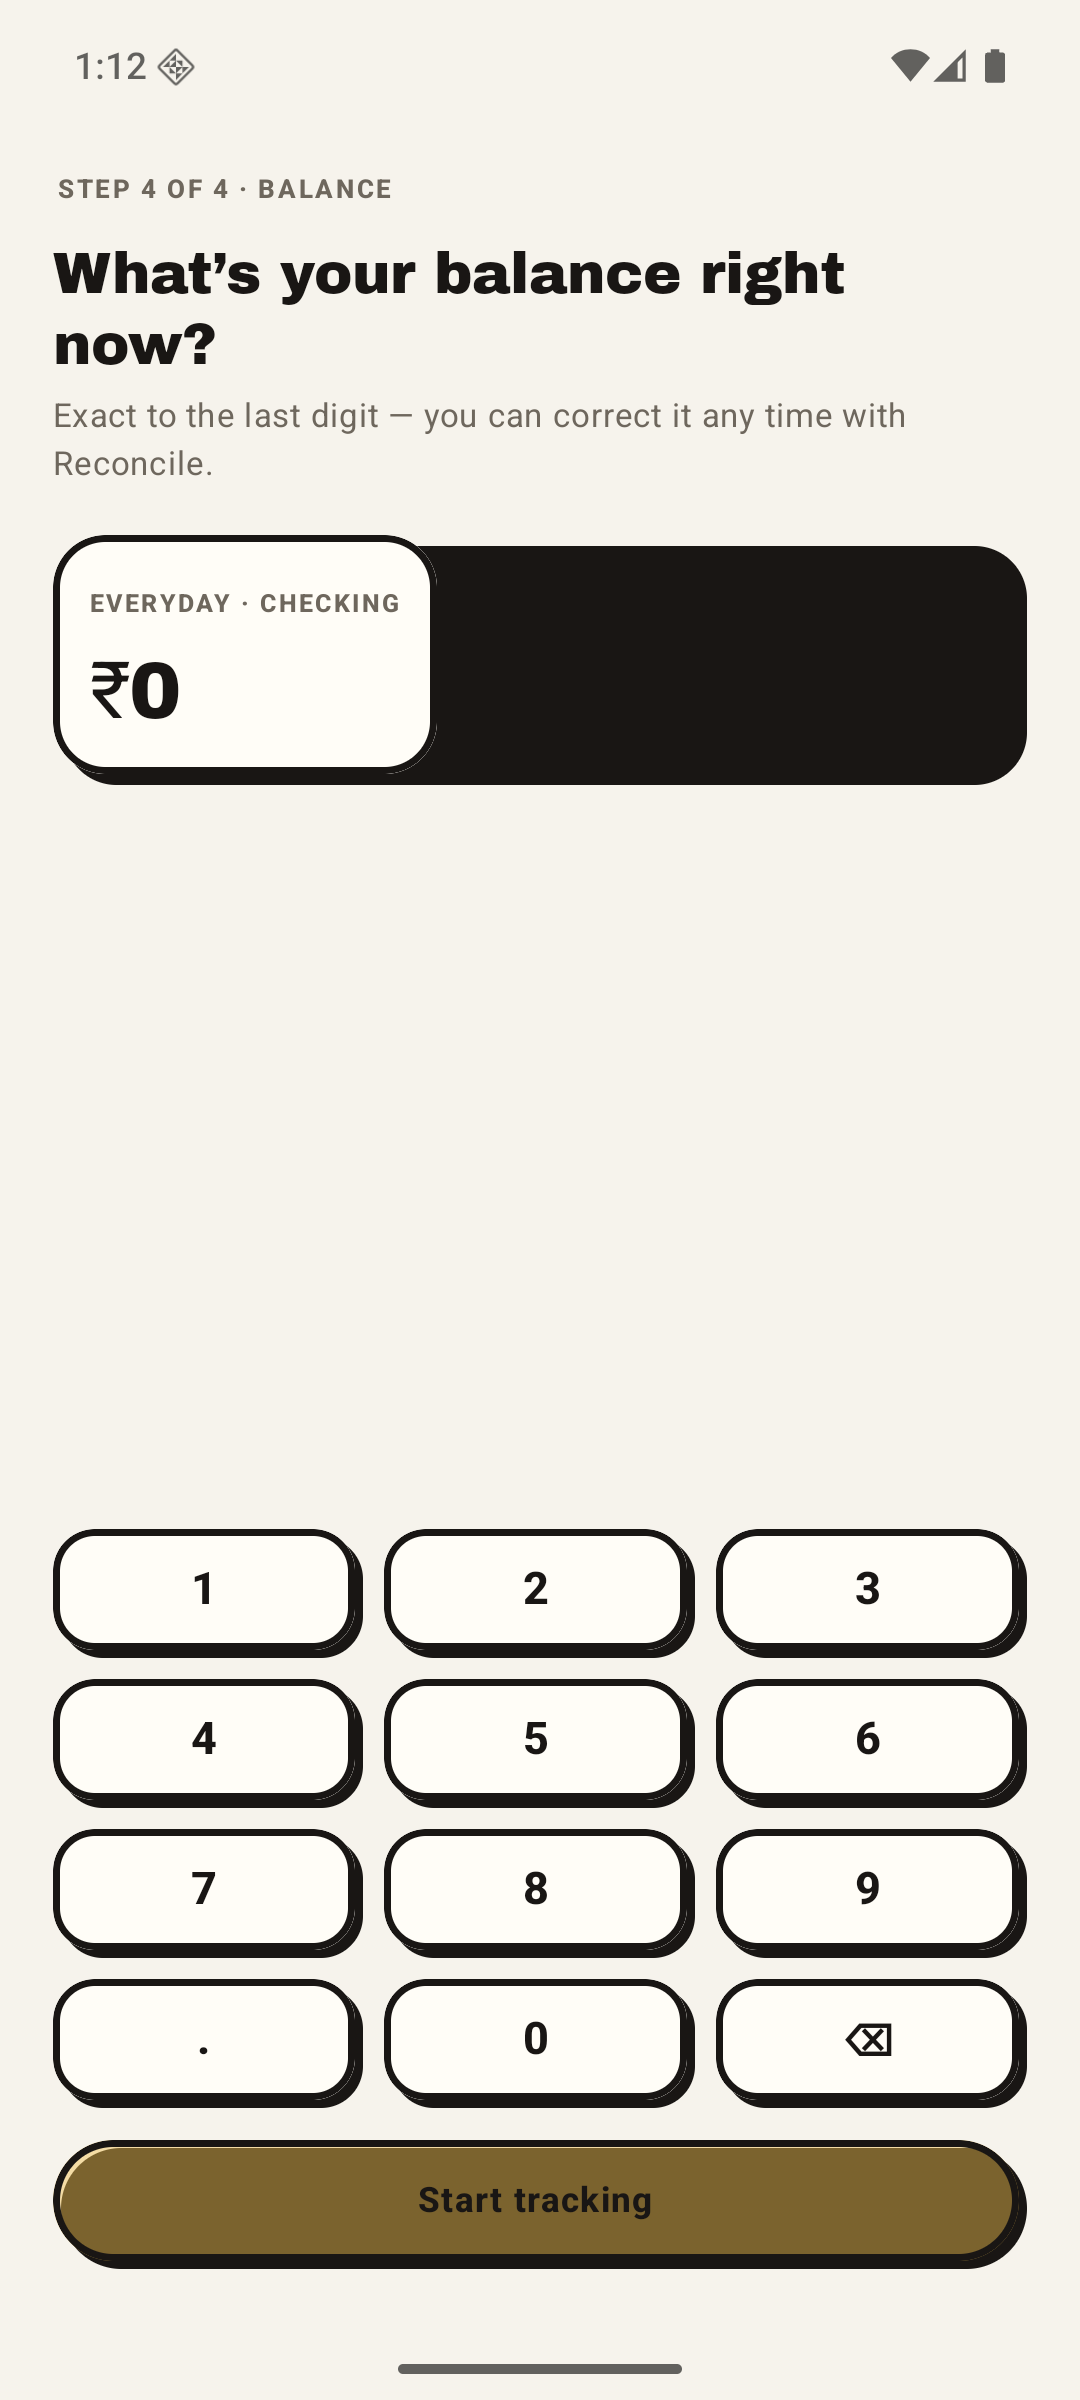 1:12
STEP 4 OF 4 · BALANCE
What’s your balance right
now?
Exact to the last digit — you can correct it any time with
Reconcile.
EVERYDAY · CHECKING
₹0
1 2 3
4 5 6
7 8 9
. 0
Start tracking